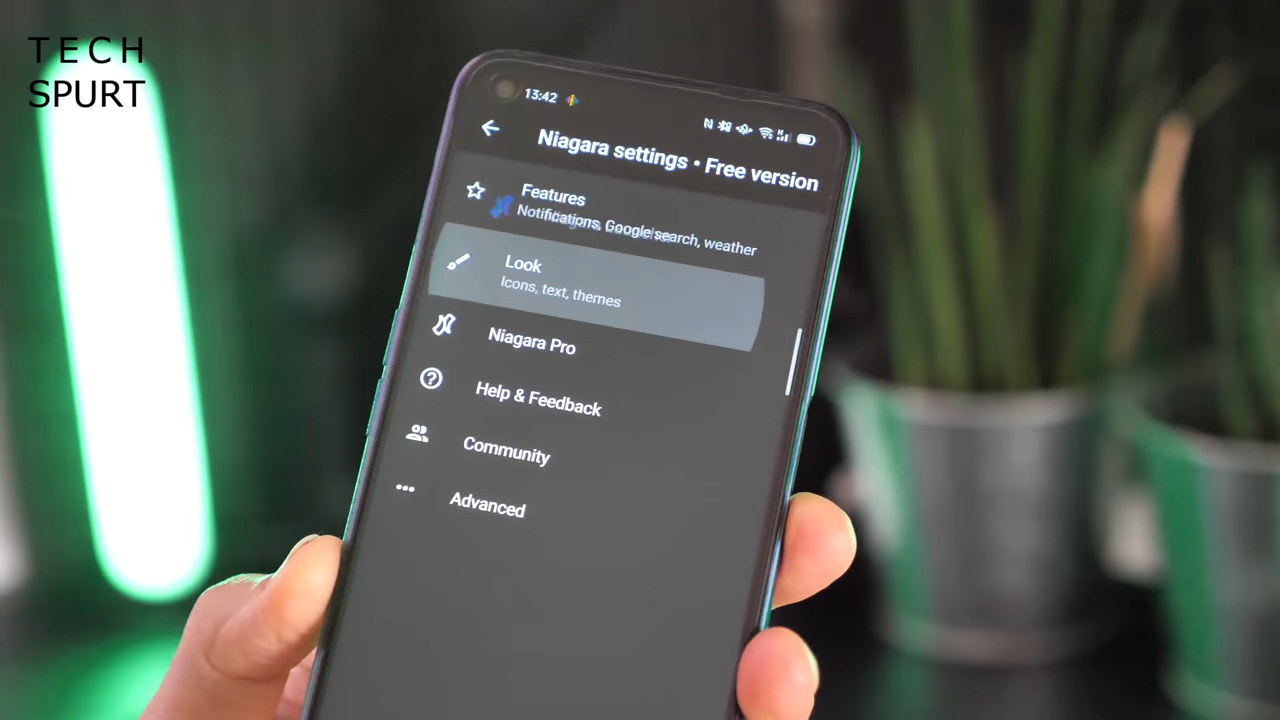 TECH
SPURT
13:42
Niagara settings • Free version
Features
Notifications, Google search, weather
Look
Icons, text, themes
Niagara Pro
Help & Feedback
Community
Advanced